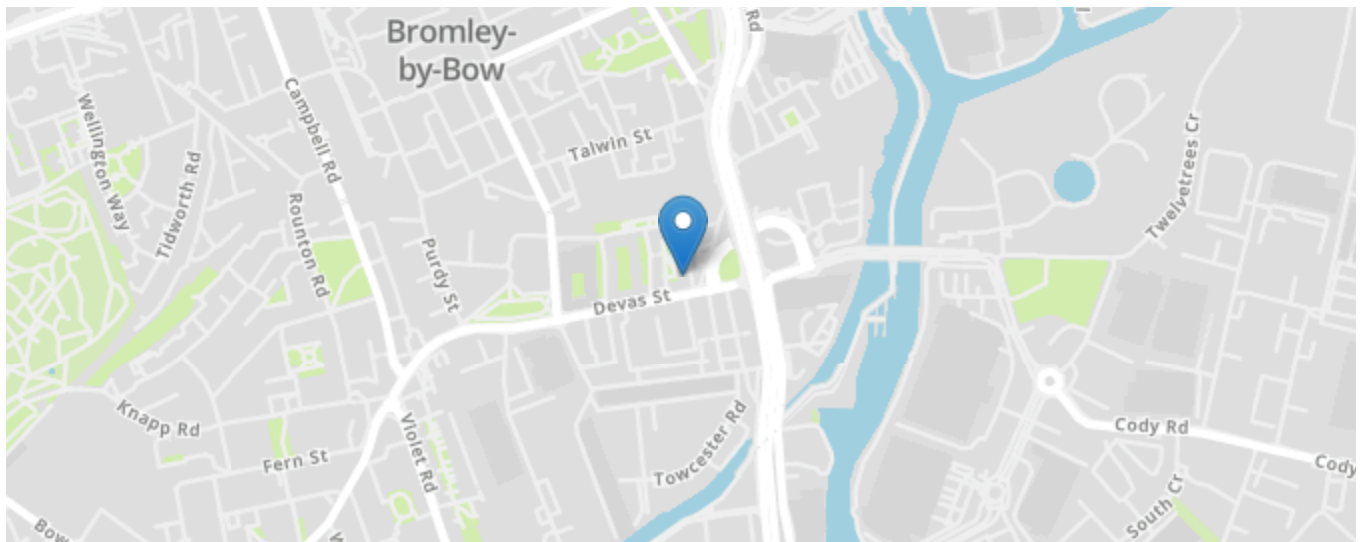 Bromley-
by-Bow
Rd
Wellington Way
Campbell Rd
Talwin St
Tidworth Rd
Twelvetrees Cr
Rounton Rd
Purdy St
Devas St
Knapp Rd
Violet Rd
Towcester Rd
Cody Rd
Fern St
Cody
South Cr
Bow